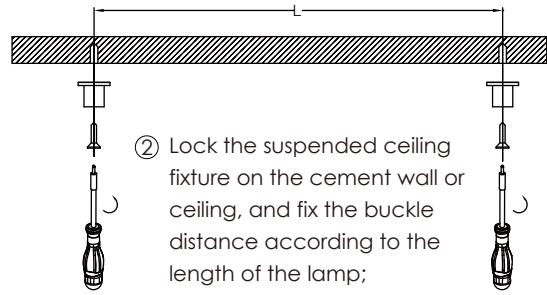 L
② Lock the suspended ceiling
fixture on the cement wall or
ceiling, and fix the buckle
distance according to the
length of the lamp;